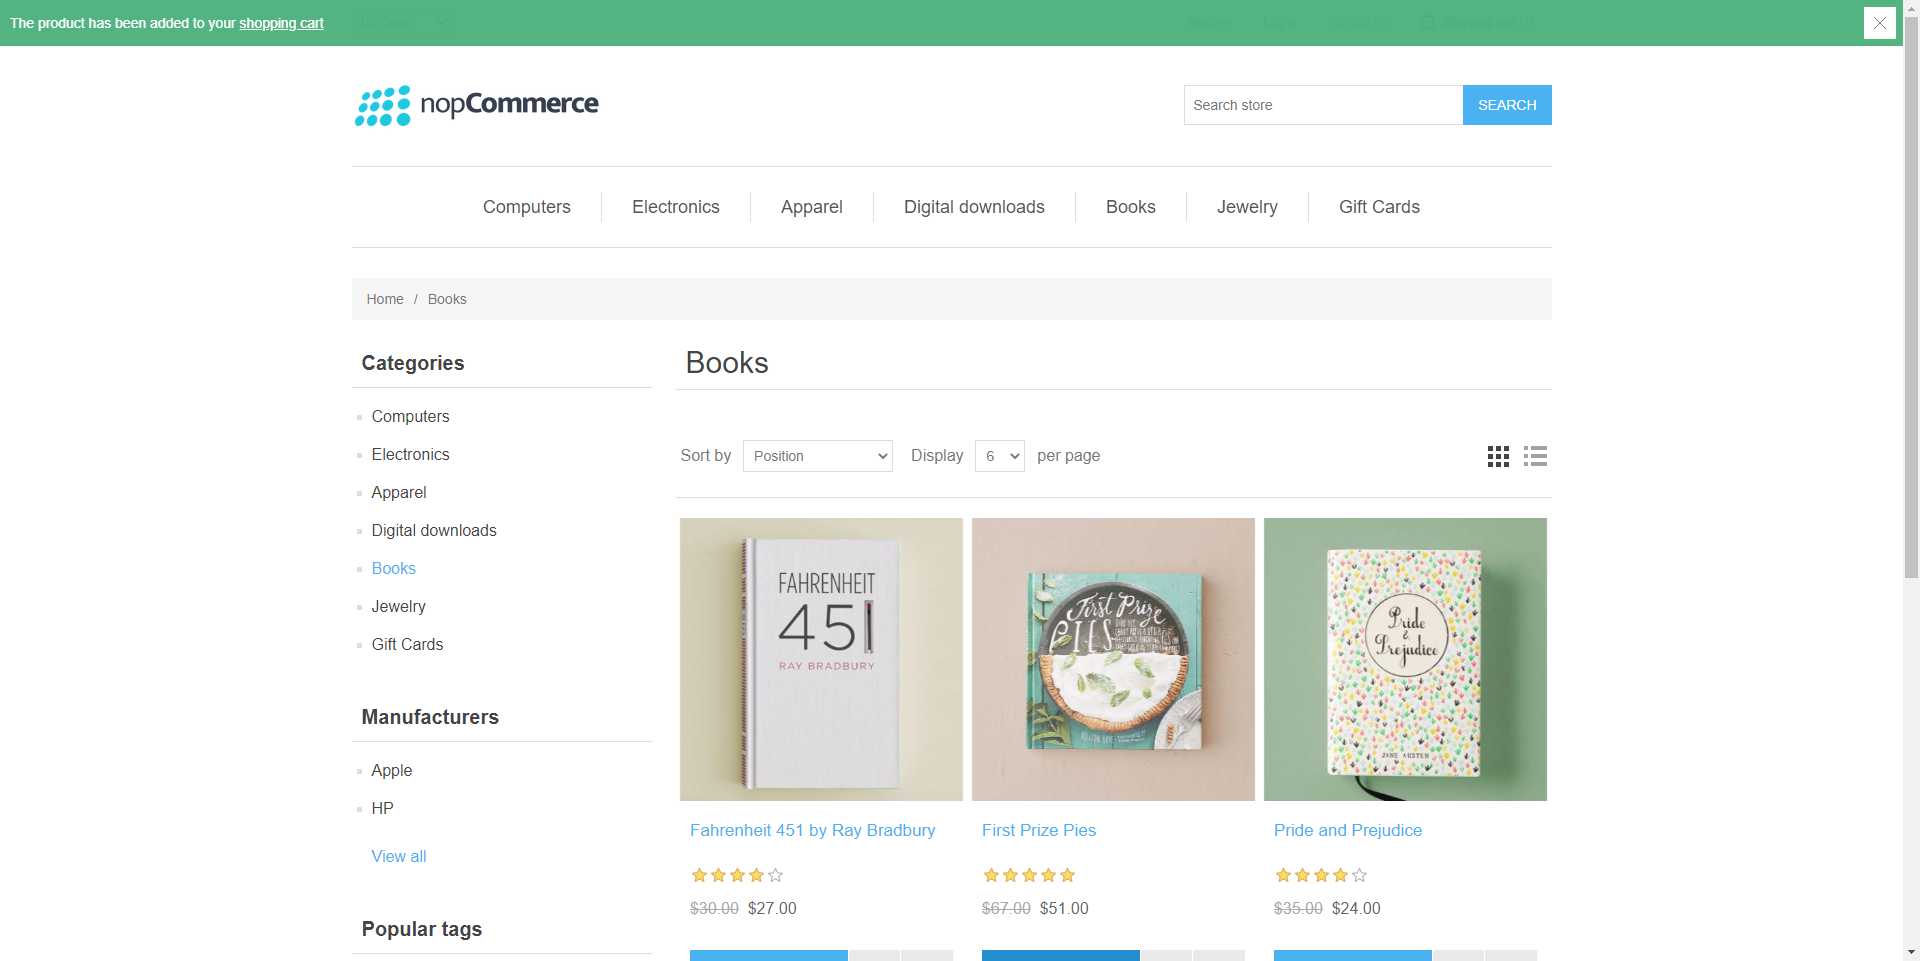 The product has been added to your shopping cart
nopCommerce
Search store
SEARCH
Computers
Electronics
Apparel
Digital downloads
Books
Jewelry
Gift Cards
Home / Books
Categories
Computers
Electronics
Apparel
Digital downloads
Books
Jewelry
Gift Cards
Manufacturers
Apple
HP
View all
Popular tags
Books
Sort by Position Display 6 per page
FAHRENHEIT
451
RAY BRADBURY
Fahrenheit 451 by Ray Bradbury
$30.00 $27.00
First Prize
PIES
First Prize Pies
$67.00 $51.00
Pride
&
Prejudice
JANE AUSTEN
Pride and Prejudice
$35.00 $24.00